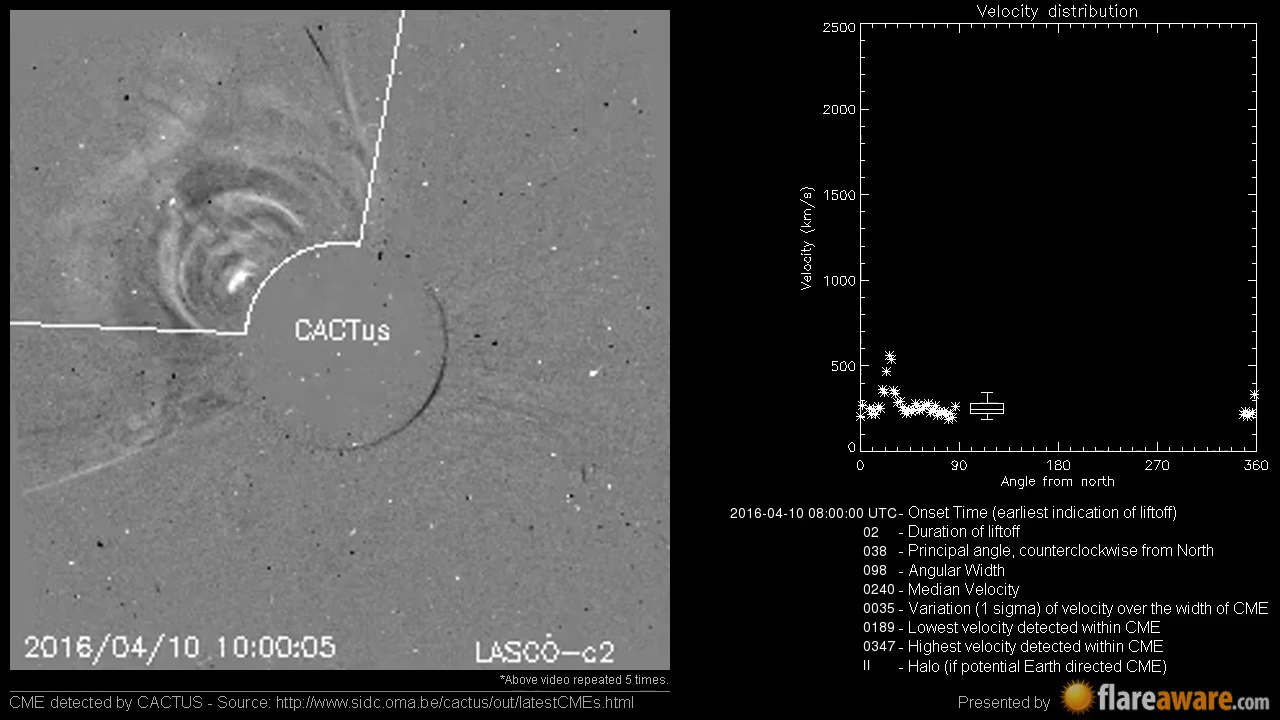 Velocity distribution
2500
2000
1500
1000
500
0
Velocity (km/s)
0 90 180 270 360
Angle from north
CACTus
2016/04/10 10:00:05 LASCO-c2
*Above video repeated 5 times.
2016-04-10 08:00:00 UTC - Onset Time (earliest indication of liftoff)
02 - Duration of liftoff
038 - Principal angle, counterclockwise from North
098 - Angular Width
0240 - Median Velocity
0035 - Variation (1 sigma) of velocity over the width of CME
0189 - Lowest velocity detected within CME
0347 - Highest velocity detected within CME
II - Halo (if potential Earth directed CME)
CME detected by CACTUS - Source: http://www.sidc.oma.be/cactus/out/latestCMEs.html
Presented by flareaware.com